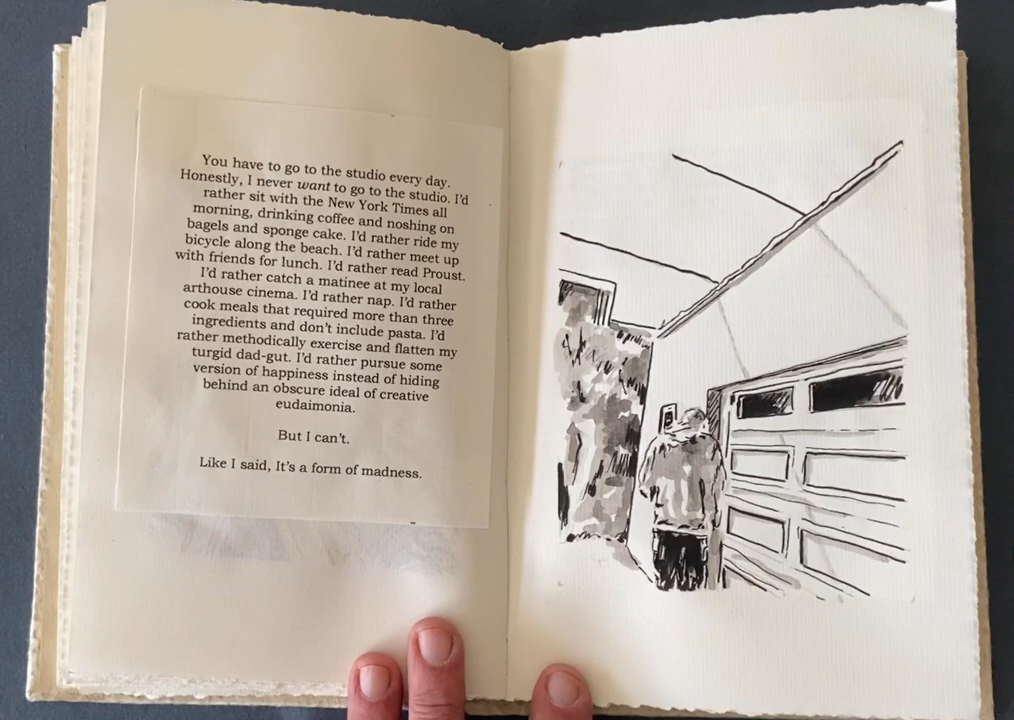 You have to go to the studio every day.
Honestly, I never want to go to the studio. I'd
rather sit with the New York Times all
morning, drinking coffee and noshing on
bagels and sponge cake. I'd rather ride my
bicycle along the beach. I'd rather meet up
with friends for lunch. I'd rather read Proust.
I'd rather catch a matinee at my local
arthouse cinema. I'd rather nap. I'd rather
cook meals that required more than three
ingredients and don't include pasta. I'd
rather methodically exercise and flatten my
turgid dad-gut. I'd rather pursue some
version of happiness instead of hiding
behind an obscure ideal of creative
eudaimonia.
But I can't.
Like I said, It's a form of madness.